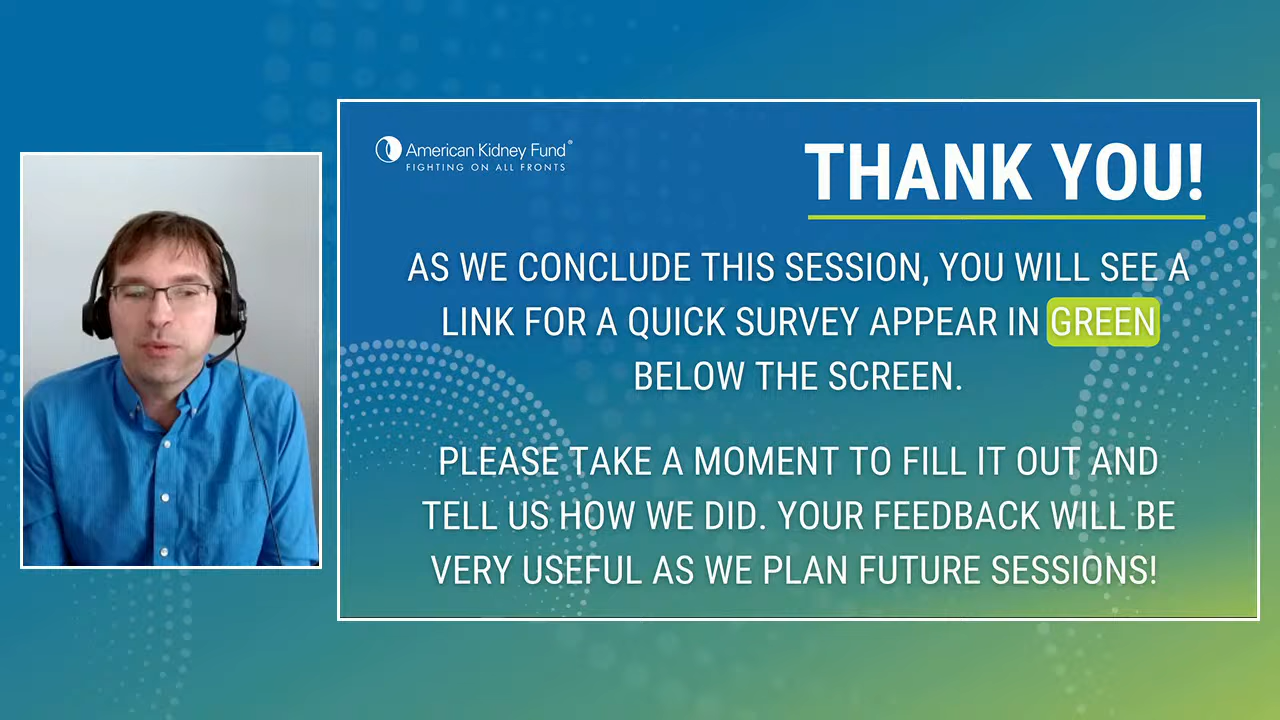 American Kidney Fund®
FIGHTING ON ALL FRONTS
THANK YOU!
AS WE CONCLUDE THIS SESSION, YOU WILL SEE A
LINK FOR A QUICK SURVEY APPEAR IN GREEN
BELOW THE SCREEN.
PLEASE TAKE A MOMENT TO FILL IT OUT AND
TELL US HOW WE DID. YOUR FEEDBACK WILL BE
VERY USEFUL AS WE PLAN FUTURE SESSIONS!